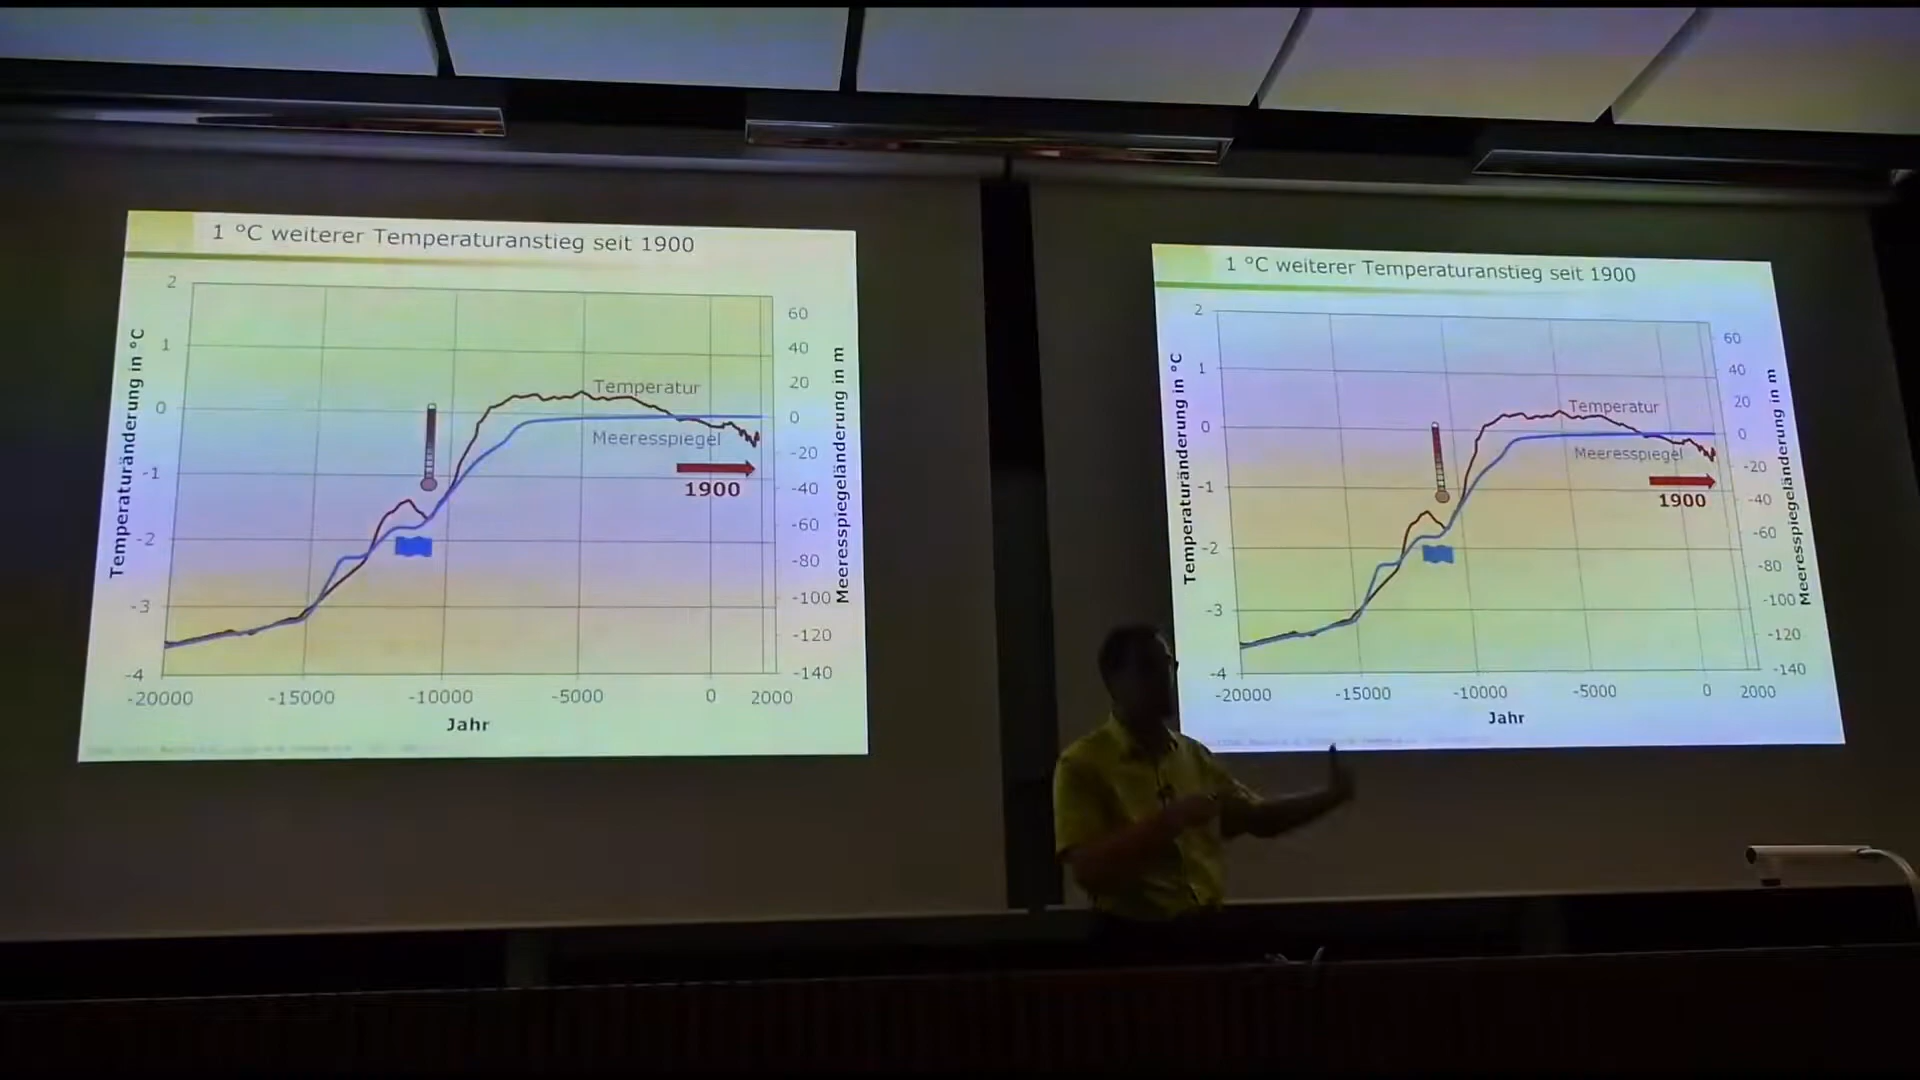 1 °C weiterer Temperaturanstieg seit 1900
Temperaturänderung in °C
2
1
0
-1
-2
-3
-4
Temperatur
Meeresspiegel
1900
60
40
20
0
-20
-40
-60
-80
-100
-120
-140
Meeresspiegeländerung in m
-20000 -15000 -10000 -5000 0 2000
Jahr
1 °C weiterer Temperaturanstieg seit 1900
Temperaturänderung in °C
2
1
0
-1
-2
-3
-4
Temperatur
Meeresspiegel
1900
60
40
20
0
-20
-40
-60
-80
-100
-120
-140
Meeresspiegeländerung in m
-20000 -15000 -10000 -5000 0 2000
Jahr